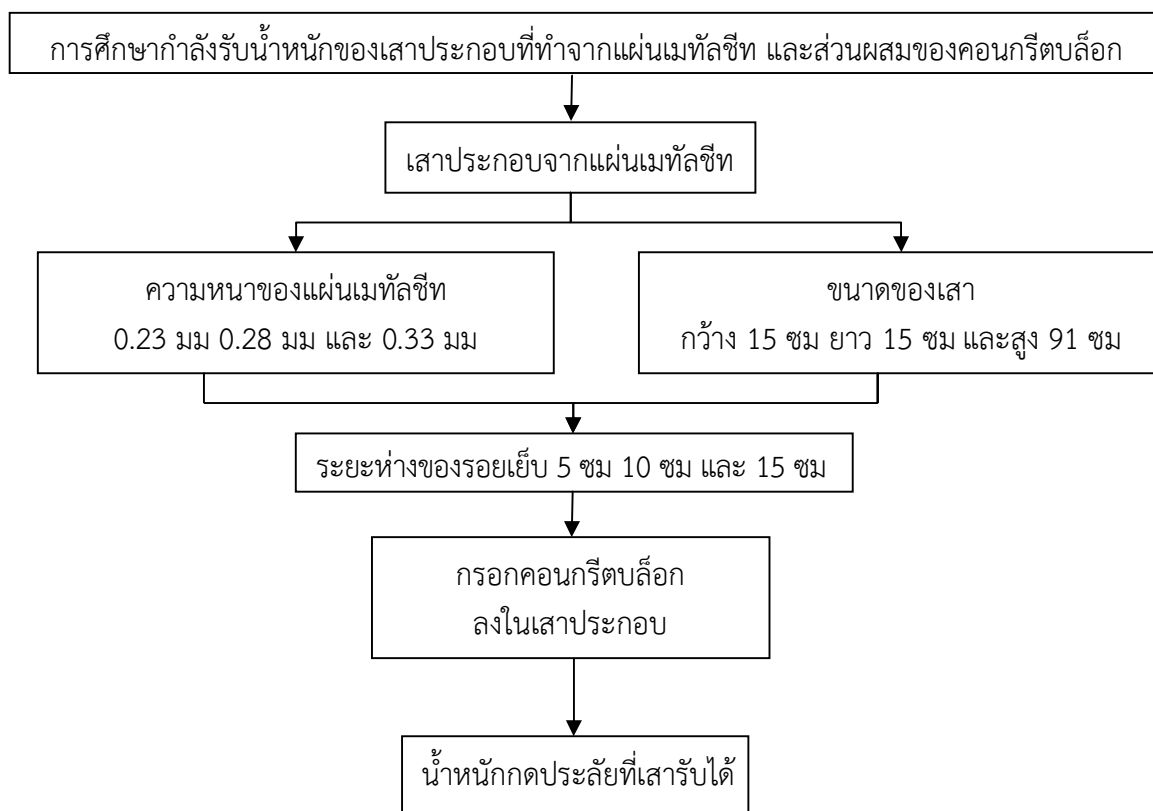 การศึกษากำลังรับน้ำหนักของเสาประกอบที่ทำจากแผ่นเมทัลชีท และส่วนผสมของคอนกรีตบล็อก
เสาประกอบจากแผ่นเมทัลชีท
ความหนาของแผ่นเมทัลชีท
0.23 มม 0.28 มม และ 0.33 มม
ขนาดของเสา
กว้าง 15 ซม ยาว 15 ซม และสูง 91 ซม
ระยะห่างของรอยเย็บ 5 ซม 10 ซม และ 15 ซม
กรอกคอนกรีตบล็อก
ลงในเสาประกอบ
น้ำหนักกดประลัยที่เสารับได้